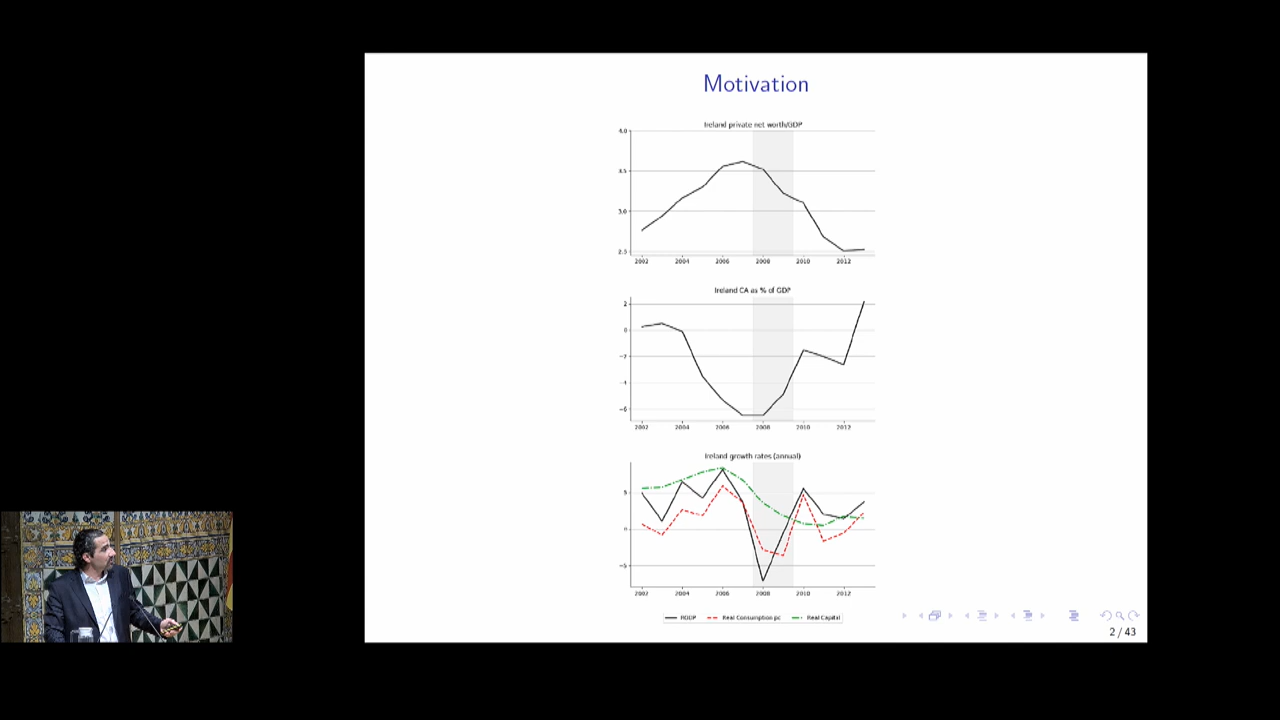 Motivation
Ireland private net worth/GDP
4.0
3.5
3.0
2.5
2002 2004 2006 2008 2010 2012
Ireland CA as % of GDP
2
0
−2
−4
−6
2002 2004 2006 2008 2010 2012
Ireland growth rates (annual)
5
0
−5
2002 2004 2006 2008 2010 2012
RGDP Real Consumption pc Real Capital
2 / 43